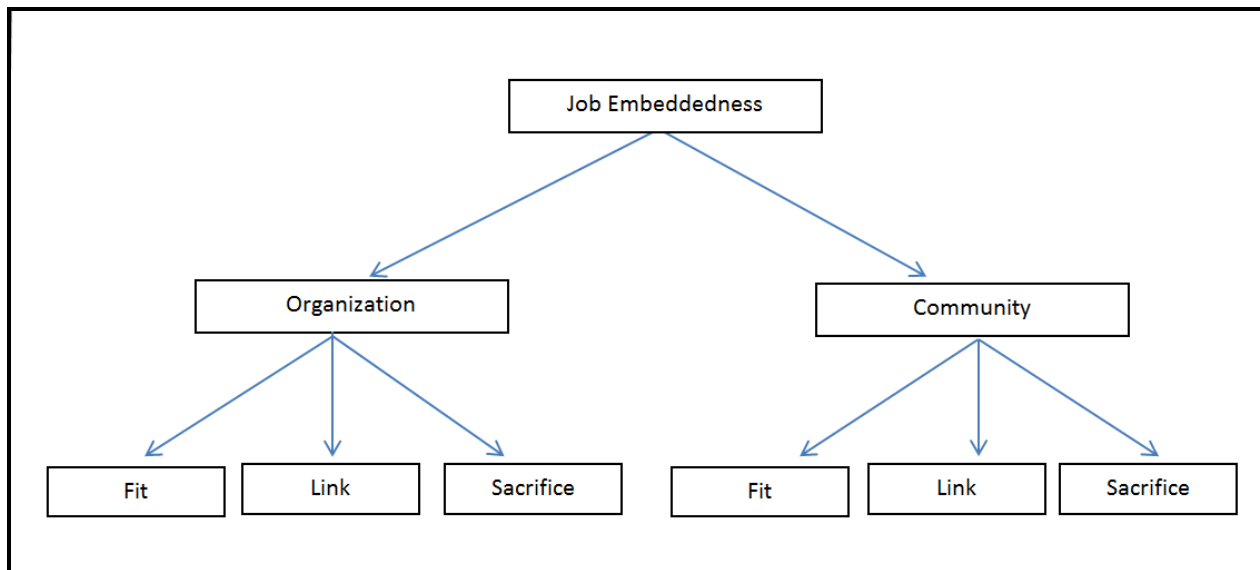 Job Embeddedness
Organization
Community
Fit
Link
Sacrifice
Fit
Link
Sacrifice